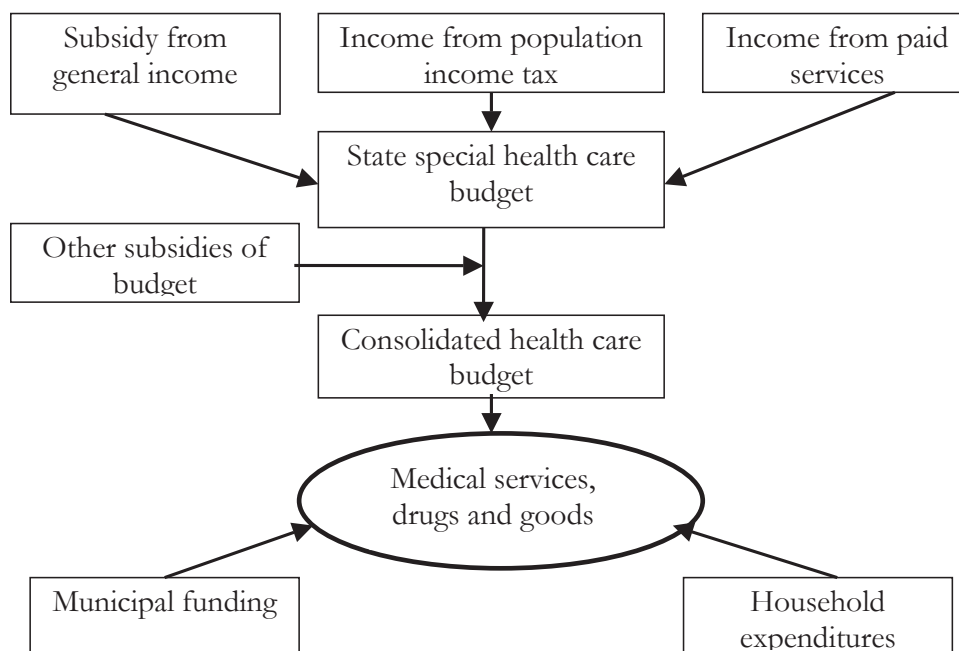 Subsidy from
general income
Income from population
income tax
Income from paid
services
State special health care
budget
Other subsidies of
budget
Consolidated health care
budget
Medical services,
drugs and goods
Municipal funding
Household
expenditures